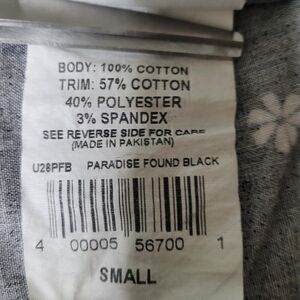 BODY: 100% COTTON
TRIM: 57% COTTON
40% POLYESTER
3% SPANDEX
SEE REVERSE SIDE FOR CARE
(MADE IN PAKISTAN)
U28PFB PARADISE FOUND BLACK
4 00005 56700 1
SMALL